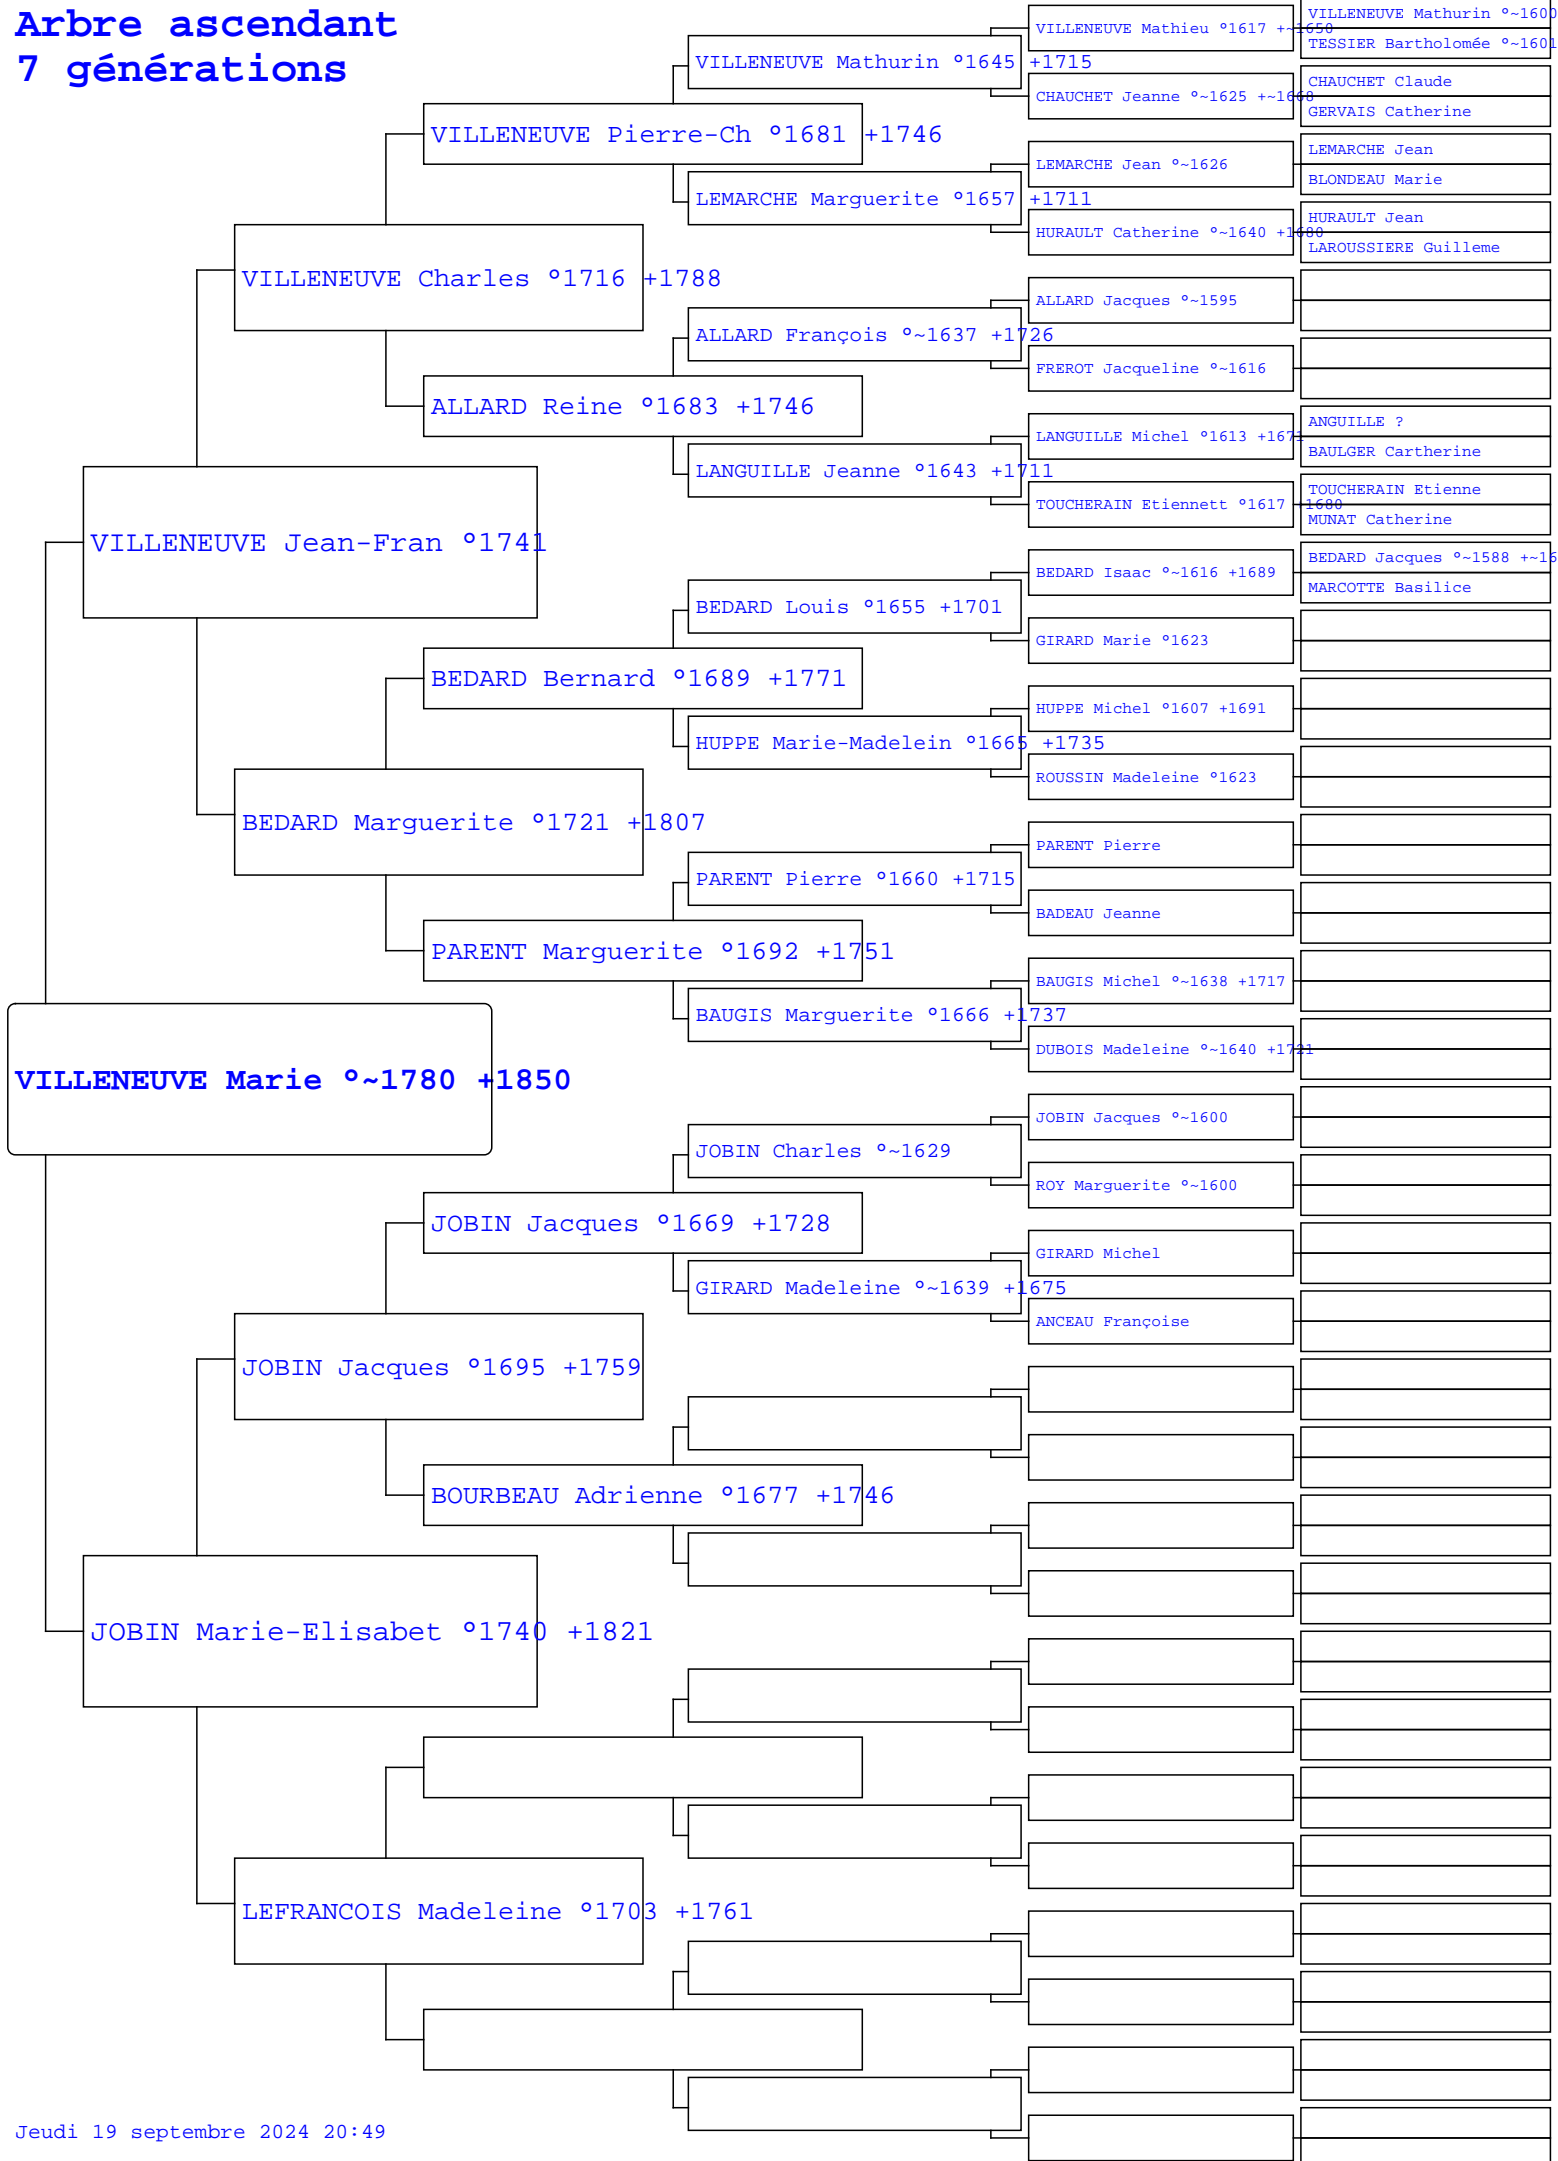 Arbre ascendant
7 générations
VILLENEUVE Marie °~1780 +1850
VILLENEUVE Jean-Fran °1741
JOBIN Marie-Elisabet °1740 +1821
VILLENEUVE Charles °1716 +1788
BEDARD Marguerite °1721 +1807
JOBIN Jacques °1695 +1759
LEFRANCOIS Madeleine °1703 +1761
VILLENEUVE Pierre-Ch °1681 +1746
ALLARD Reine °1683 +1746
BEDARD Bernard °1689 +1771
PARENT Marguerite °1692 +1751
JOBIN Jacques °1669 +1728
BOURBEAU Adrienne °1677 +1746
VILLENEUVE Mathurin °1645 +1715
LEMARCHE Marguerite °1657 +1711
ALLARD François °~1637 +1726
LANGUILLE Jeanne °1643 +1711
BEDARD Louis °1655 +1701
HUPPE Marie-Madelein °1665 +1735
PARENT Pierre °1660 +1715
BAUGIS Marguerite °1666 +1737
JOBIN Charles °~1629
GIRARD Madeleine °~1639 +1675
VILLENEUVE Mathieu °1617 +~1650
CHAUCHET Jeanne °~1625 +~1668
LEMARCHE Jean °~1626
HURAULT Catherine °~1640 +1680
ALLARD Jacques °~1595
FREROT Jacqueline °~1616
LANGUILLE Michel °1613 +1671
TOUCHERAIN Etiennett °1617 +1680
BEDARD Isaac °~1616 +1689
GIRARD Marie °1623
HUPPE Michel °1607 +1691
ROUSSIN Madeleine °1623
PARENT Pierre
BADEAU Jeanne
BAUGIS Michel °~1638 +1717
DUBOIS Madeleine °~1640 +1721
JOBIN Jacques °~1600
ROY Marguerite °~1600
GIRARD Michel
ANCEAU Françoise
VILLENEUVE Mathurin °~1600
TESSIER Bartholomée °~1601
CHAUCHET Claude
GERVAIS Catherine
LEMARCHE Jean
BLONDEAU Marie
HURAULT Jean
LAROUSSIERE Guilleme
ANGUILLE ?
BAULGER Cartherine
TOUCHERAIN Etienne
MUNAT Catherine
BEDARD Jacques °~1588 +~16
MARCOTTE Basilice
Jeudi 19 septembre 2024 20:49